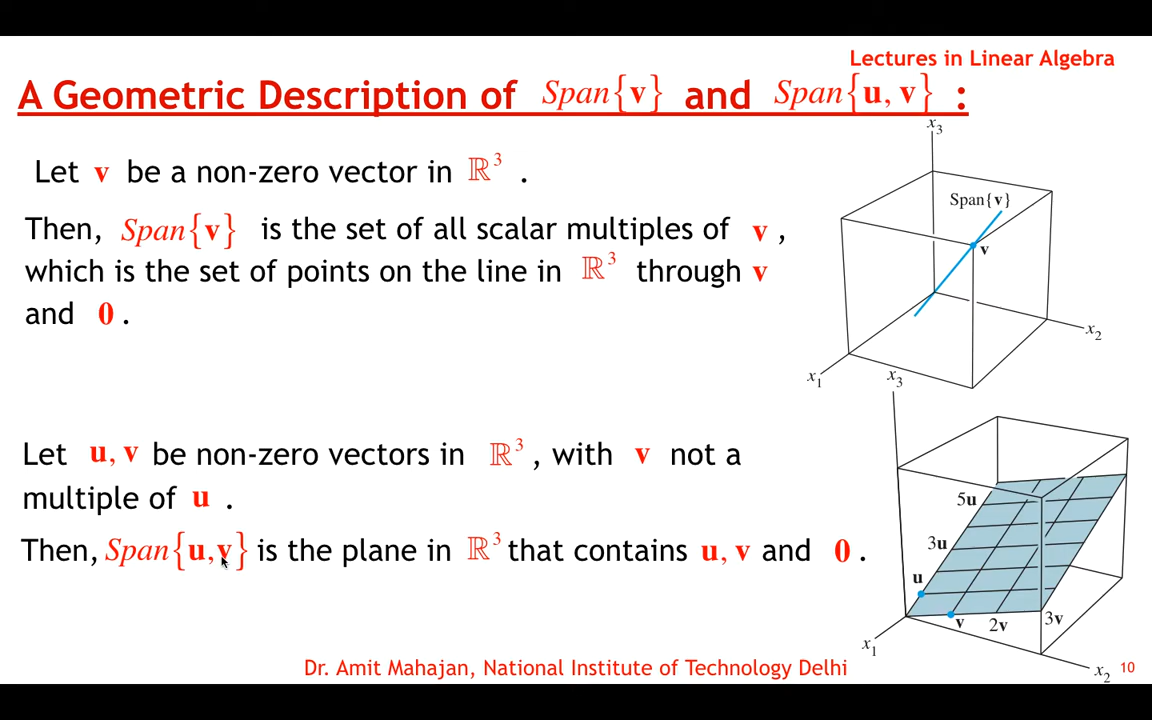 Lectures in Linear Algebra
A Geometric Description of Span{v} and Span{u, v} :
Let v be a non-zero vector in ℝ³ .
Then, Span{v} is the set of all scalar multiples of v ,
which is the set of points on the line in ℝ³ through v
and 0 .
x₃
Span{v}
v
x₂
x₁
Let u, v be non-zero vectors in ℝ³ , with v not a
multiple of u .
Then, Span{u,v} is the plane in ℝ³ that contains u, v and 0 .
x₃
5u
3u
u
v 2v 3v
x₁
x₂
Dr. Amit Mahajan, National Institute of Technology Delhi
10